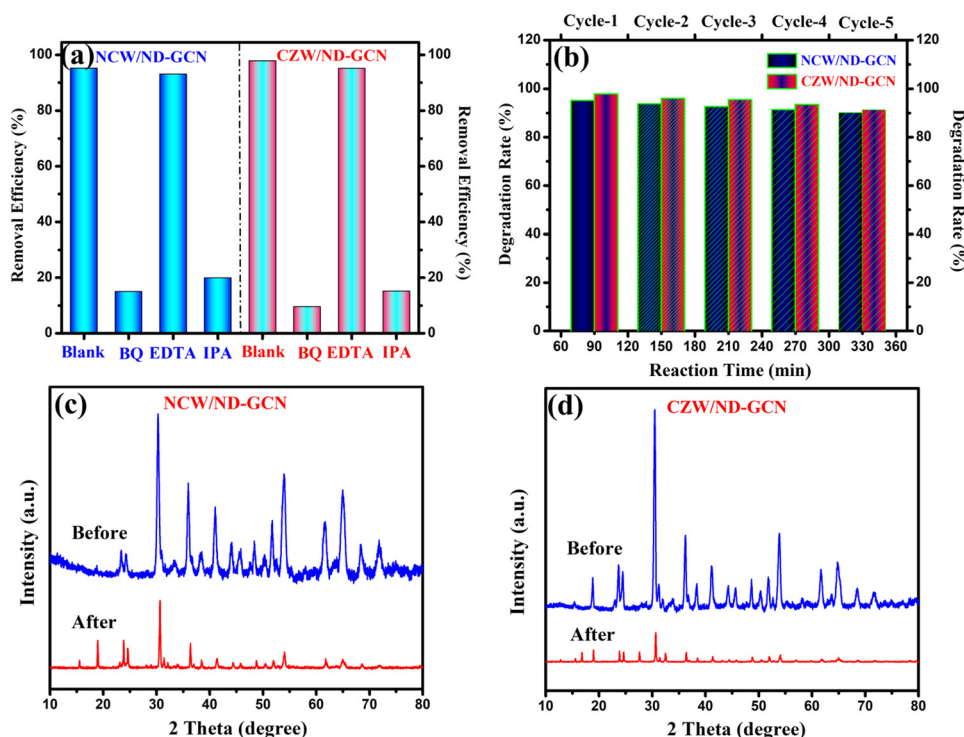 (a)
NCW/ND-GCN
CZW/ND-GCN
Removal Efficiency (%)
100
80
60
40
20
0
100
80
60
40
20
0
Removal Efficiency (%)
Blank BQ EDTA IPA Blank BQ EDTA IPA
Cycle-1 Cycle-2 Cycle-3 Cycle-4 Cycle-5
(b)
NCW/ND-GCN
CZW/ND-GCN
Degradation Rate (%)
120
100
80
60
40
20
0
120
100
80
60
40
20
0
Degradation Rate (%)
60 90 120 150 180 210 240 270 300 330 360
Reaction Time (min)
(c)
NCW/ND-GCN
Before
After
Intensity (a.u.)
10 20 30 40 50 60 70 80
2 Theta (degree)
(d)
CZW/ND-GCN
Before
After
Intensity (a.u.)
10 20 30 40 50 60 70 80
2 Theta (degree)